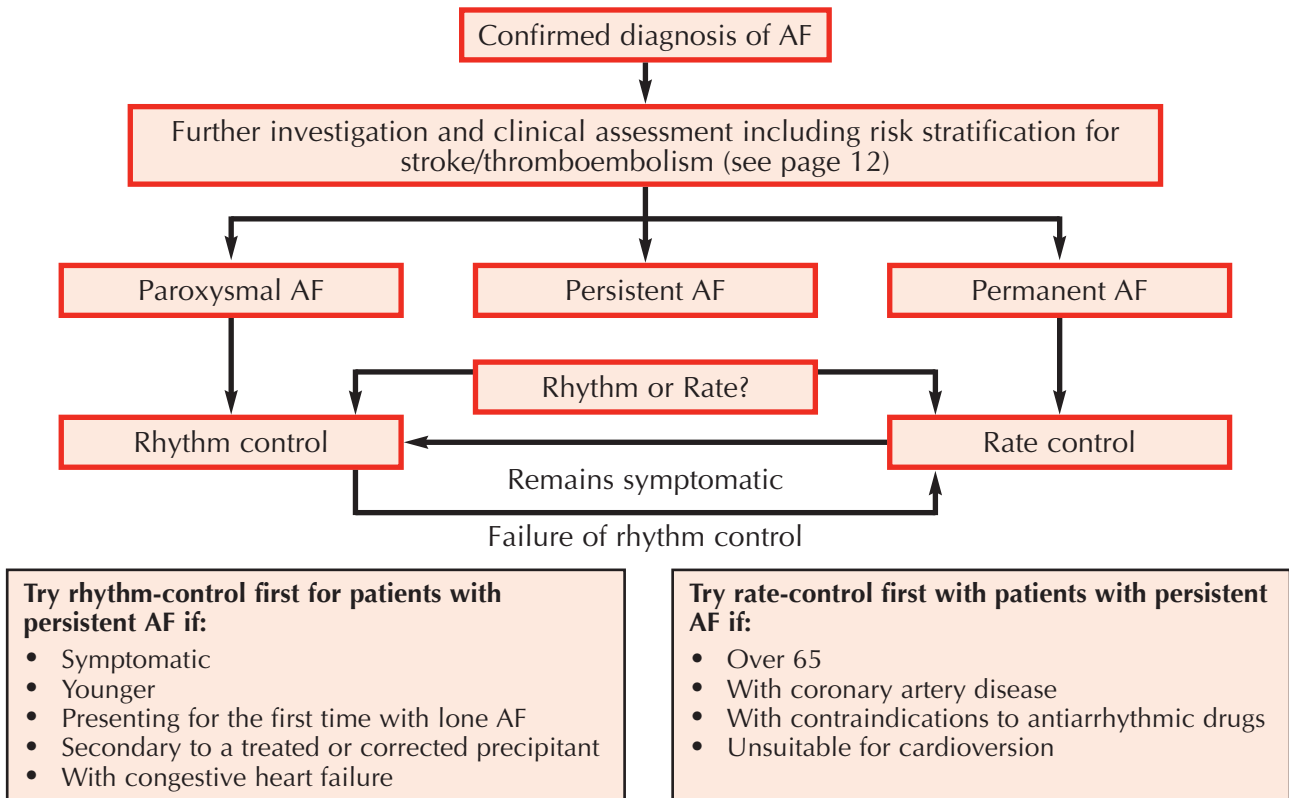 Confirmed diagnosis of AF
Further investigation and clinical assessment including risk stratification for
stroke/thromboembolism (see page 12)
Paroxysmal AF
Persistent AF
Permanent AF
Rhythm or Rate?
Rhythm control
Rate control
Remains symptomatic
Failure of rhythm control
Try rhythm-control first for patients with
persistent AF if:
• Symptomatic
• Younger
• Presenting for the first time with lone AF
• Secondary to a treated or corrected precipitant
• With congestive heart failure
Try rate-control first with patients with persistent
AF if:
• Over 65
• With coronary artery disease
• With contraindications to antiarrhythmic drugs
• Unsuitable for cardioversion